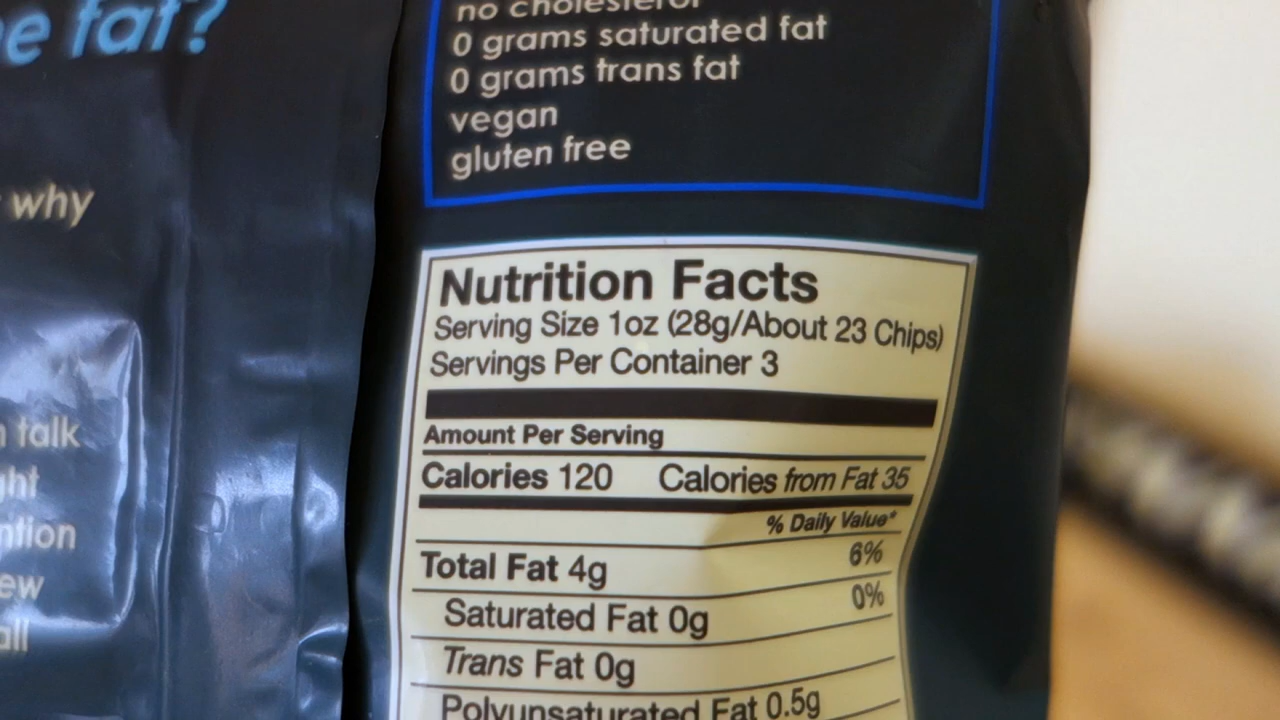 e fat?
why
talk
ew
all
no cholesterol
0 grams saturated fat
0 grams trans fat
vegan
gluten free
Nutrition Facts
Serving Size 1oz (28g/About 23 Chips)
Servings Per Container 3
Amount Per Serving
Calories 120 Calories from Fat 35
% Daily Value*
Total Fat 4g 6%
Saturated Fat 0g 0%
Trans Fat 0g
Polyunsaturated Fat 0.5g